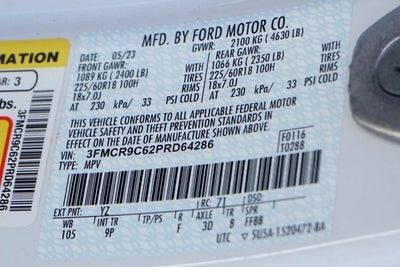 MFD. BY FORD MOTOR CO.
DATE: 05/23 GVWR: 2100 KG (4630 LB)
FRONT GAWR: REAR GAWR:
1089 KG (2400 LB) 1066 KG (2350 LB)
WITH WITH
225/60R18 100H TIRES 225/60R18 100H TIRES
18x7.0J RIMS 18x7.0J RIMS
AT 230 kPa/ 33 PSI COLD AT 230 kPa/ 33 PSI COLD
THIS VEHICLE CONFORMS TO ALL APPLICABLE FEDERAL MOTOR
VEHICLE SAFETY AND THEFT PREVENTION STANDARDS IN
EFFECT ON THE DATE OF MANUFACTURE SHOWN ABOVE.
VIN: 3FMCR9C62PRD64286 F0116
TYPE: MPV T0288
EXT PNT: YZ RC: 71 DSO:
WB INT TR TP/PS R AXLE TR SPR
105 9P 3D 8 FFBB
UTC 5U5A-1520472-BA
MATION
AR: 3
bs.
3FMCR9C62PRD64286